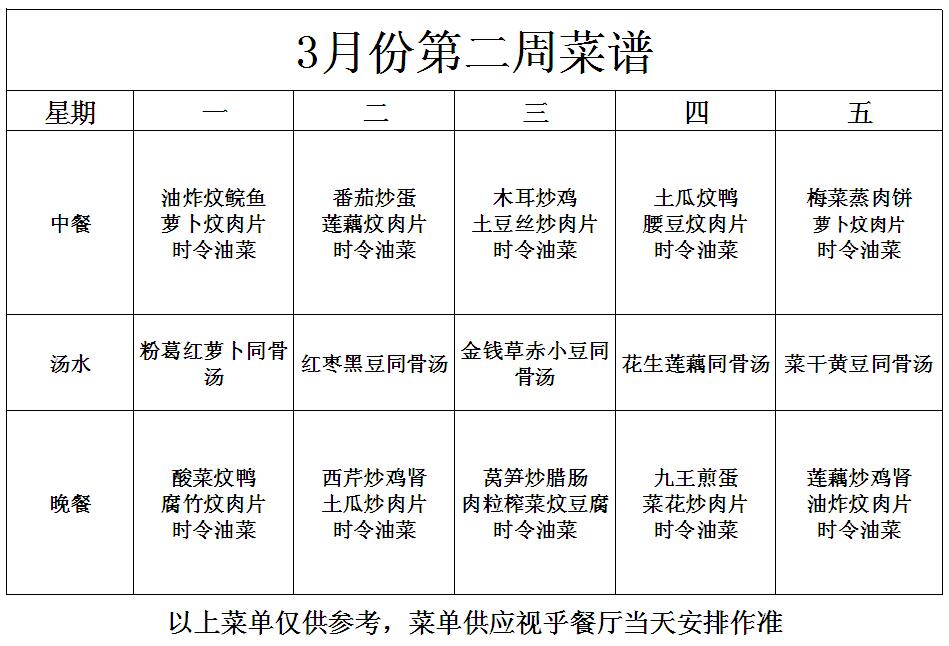 3月份第二周菜谱
星期 一 二 三 四 五
中餐
油炸炆鲩鱼
萝卜炆肉片
时令油菜
番茄炒蛋
莲藕炆肉片
时令油菜
木耳炒鸡
土豆丝炒肉片
时令油菜
土瓜炆鸭
腰豆炆肉片
时令油菜
梅菜蒸肉饼
萝卜炆肉片
时令油菜
汤水
粉葛红萝卜同骨
汤
红枣黑豆同骨汤
金钱草赤小豆同
骨汤
花生莲藕同骨汤
菜干黄豆同骨汤
晚餐
酸菜炆鸭
腐竹炆肉片
时令油菜
西芹炒鸡肾
土瓜炒肉片
时令油菜
莴笋炒腊肠
肉粒榨菜炆豆腐
时令油菜
九王煎蛋
菜花炒肉片
时令油菜
莲藕炒鸡肾
油炸炆肉片
时令油菜
以上菜单仅供参考，菜单供应视乎餐厅当天安排作准